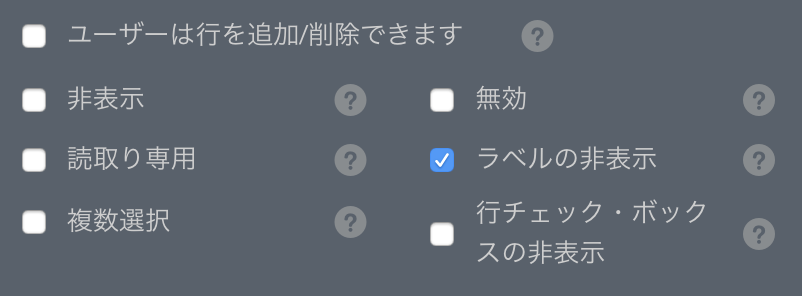 ユーザーは行を追加/削除できます ?
非表示 ?
無効 ?
読取り専用 ?
ラベルの非表示 ?
複数選択 ?
行チェック・ボック
スの非表示 ?